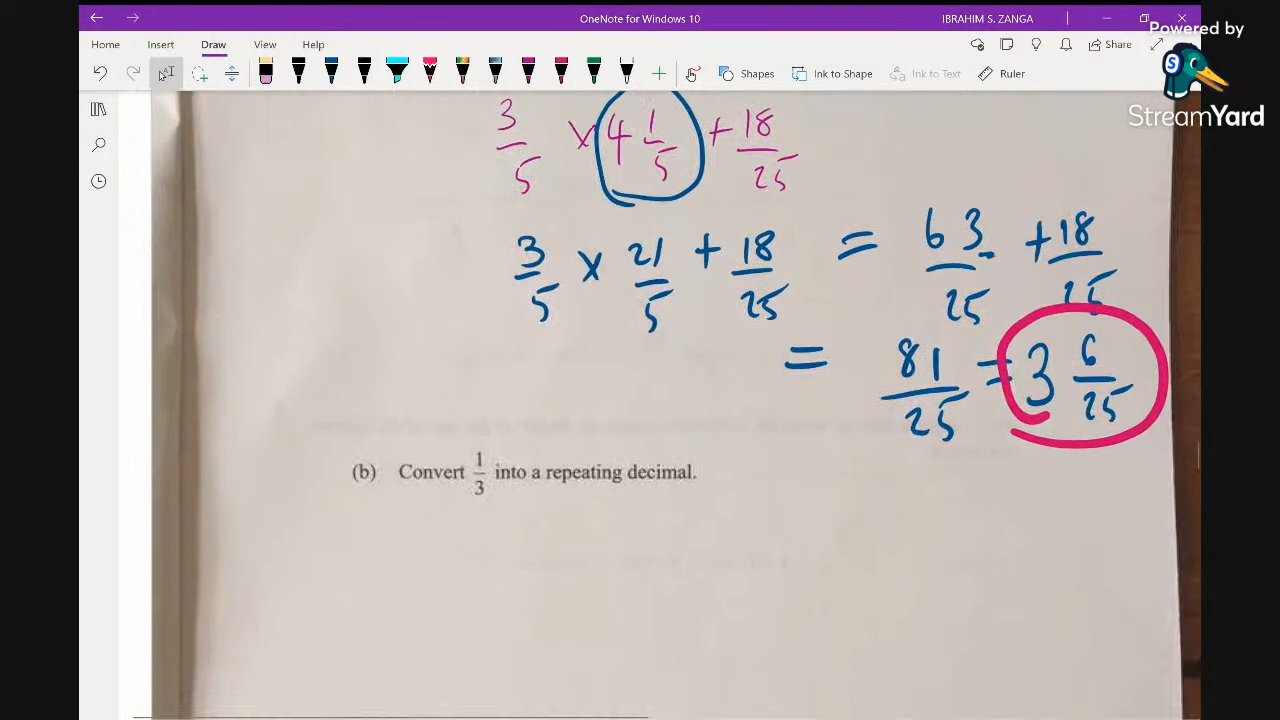 OneNote for Windows 10
IBRAHIM S. ZANGA
Powered by
StreamYard
Home Insert Draw View Help
Share
Shapes Ink to Shape Ink to Text Ruler
3/5 × 4 1/5 + 18/25
3/5 × 21/5 + 18/25 = 63/25 + 18/25
= 81/25 = 3 6/25
(b) Convert 1/3 into a repeating decimal.